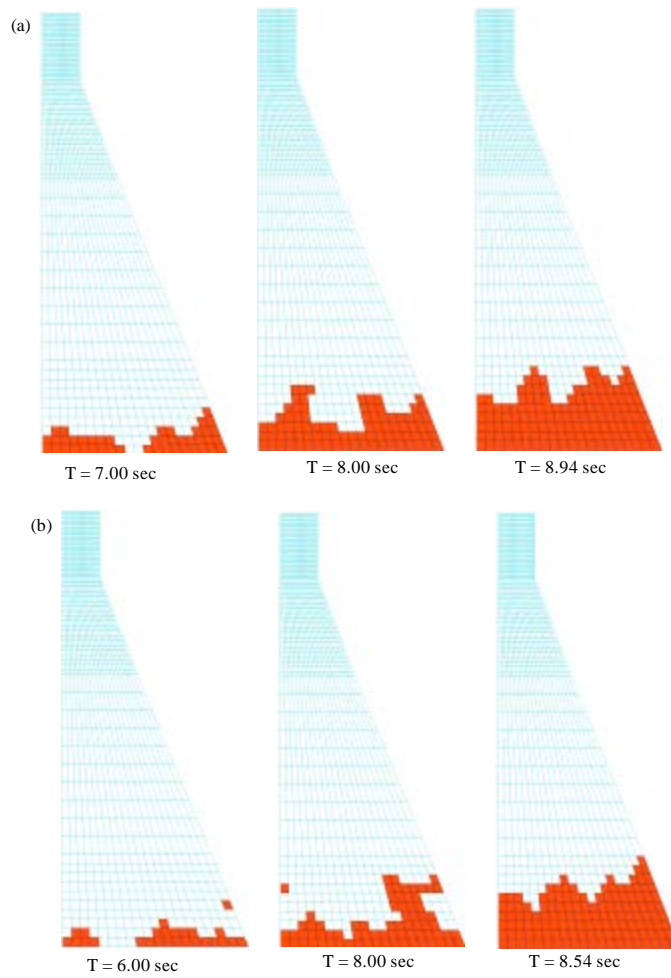 (a)
T = 7.00 sec
T = 8.00 sec
T = 8.94 sec
(b)
T = 6.00 sec
T = 8.00 sec
T = 8.54 sec